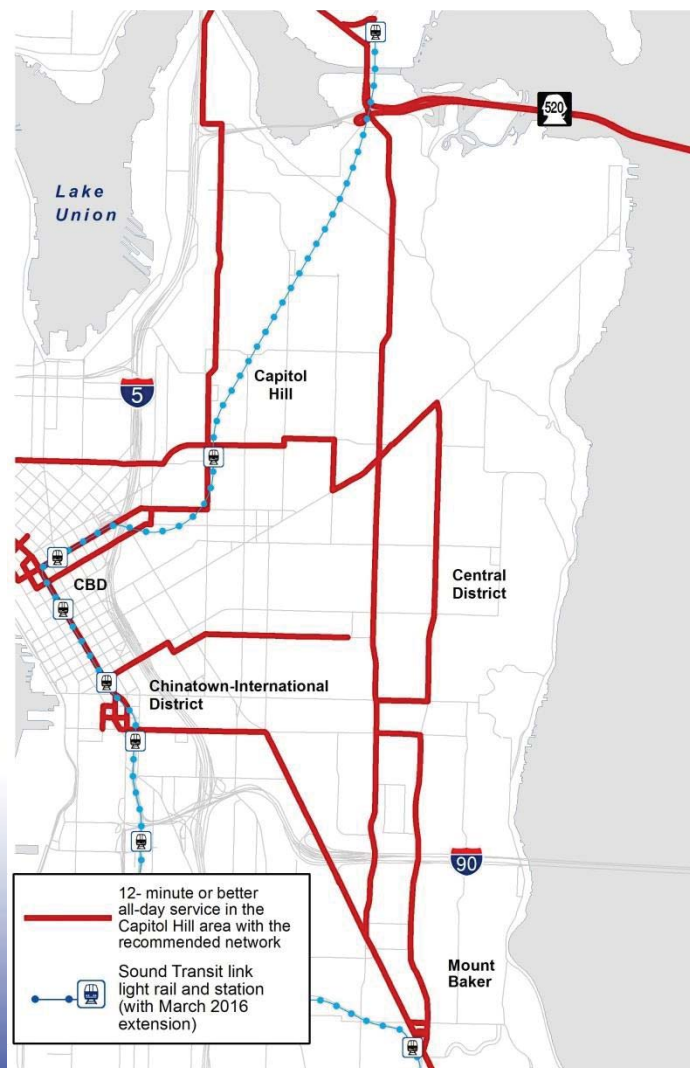 520
Lake
Union
5
Capitol
Hill
CBD
Central
District
Chinatown-International
District
90
12- minute or better
all-day service in the
Capitol Hill area with the
recommended network
Mount
Baker
Sound Transit link
light rail and station
(with March 2016
extension)